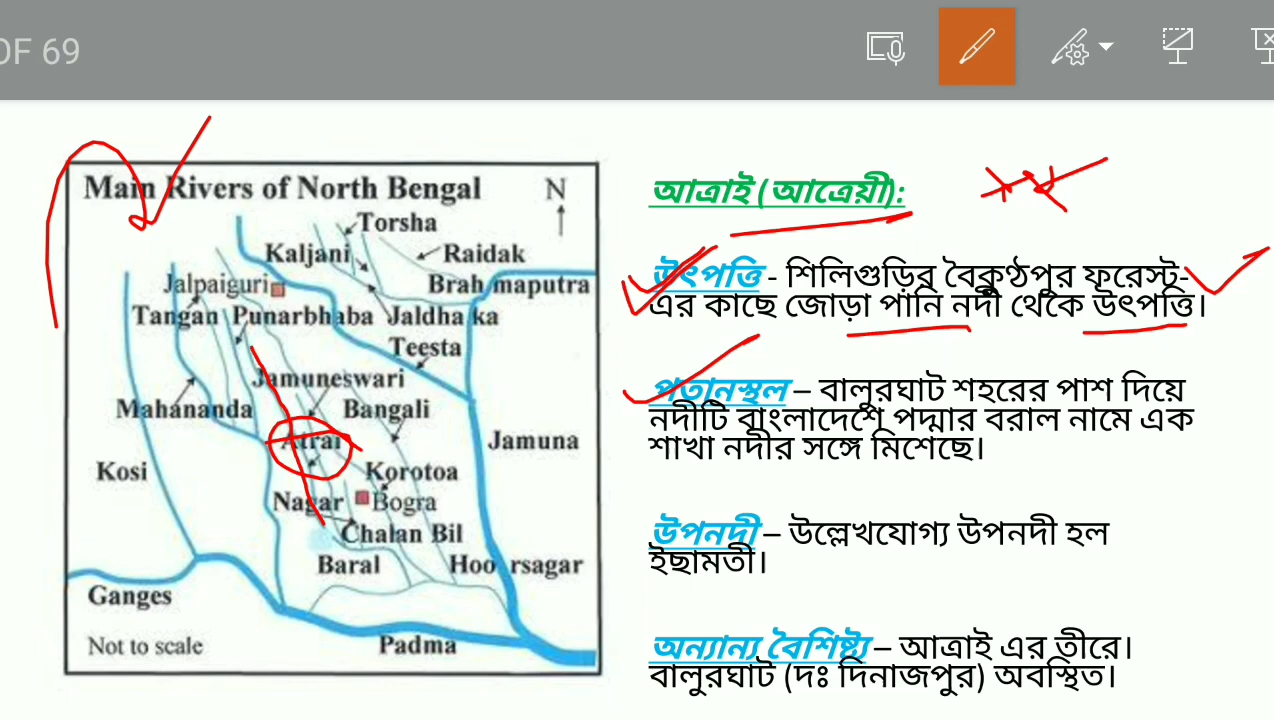 OF 69
Main Rivers of North Bengal
N
Torsha
Kaljani
Raidak
Jalpaiguri
Brahmaputra
Tangan Punarbhaba Jaldhaka
Teesta
Jamuneswari
Mahananda
Bangali
Atrai
Jamuna
Kosi
Korotoa
Nagar
Bogra
Chalan Bil
Baral
Hoorsagar
Ganges
Not to scale
Padma
আত্রাই (আত্রেয়ী):
উৎপত্তি - শিলিগুড়ির বৈকুণ্ঠপুর ফরেস্ট-
এর কাছে জোড়া পানি নদী থেকে উৎপত্তি।
পতানস্থল – বালুরঘাট শহরের পাশ দিয়ে
নদীটি বাংলাদেশে পদ্মার বরাল নামে এক
শাখা নদীর সঙ্গে মিশেছে।
উপনদী – উল্লেখযোগ্য উপনদী হল
ইছামতী।
অন্যান্য বৈশিষ্ট্য – আত্রাই এর তীরে।
বালুরঘাট (দঃ দিনাজপুর) অবস্থিত।